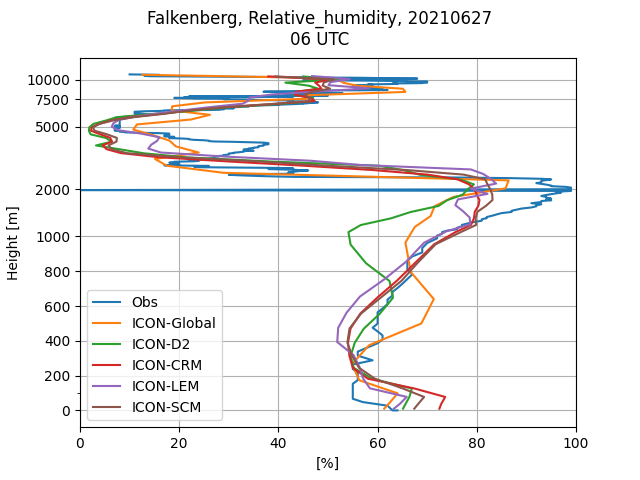 Falkenberg, Relative_humidity, 20210627
06 UTC
Height [m]
10000
7500
5000
2000
1000
800
600
400
200
0
Obs
ICON-Global
ICON-D2
ICON-CRM
ICON-LEM
ICON-SCM
0 20 40 60 80 100
[%]